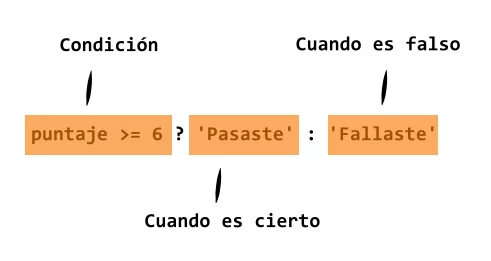 Condición
Cuando es falso
puntaje >= 6 ? 'Pasaste' : 'Fallaste'
Cuando es cierto